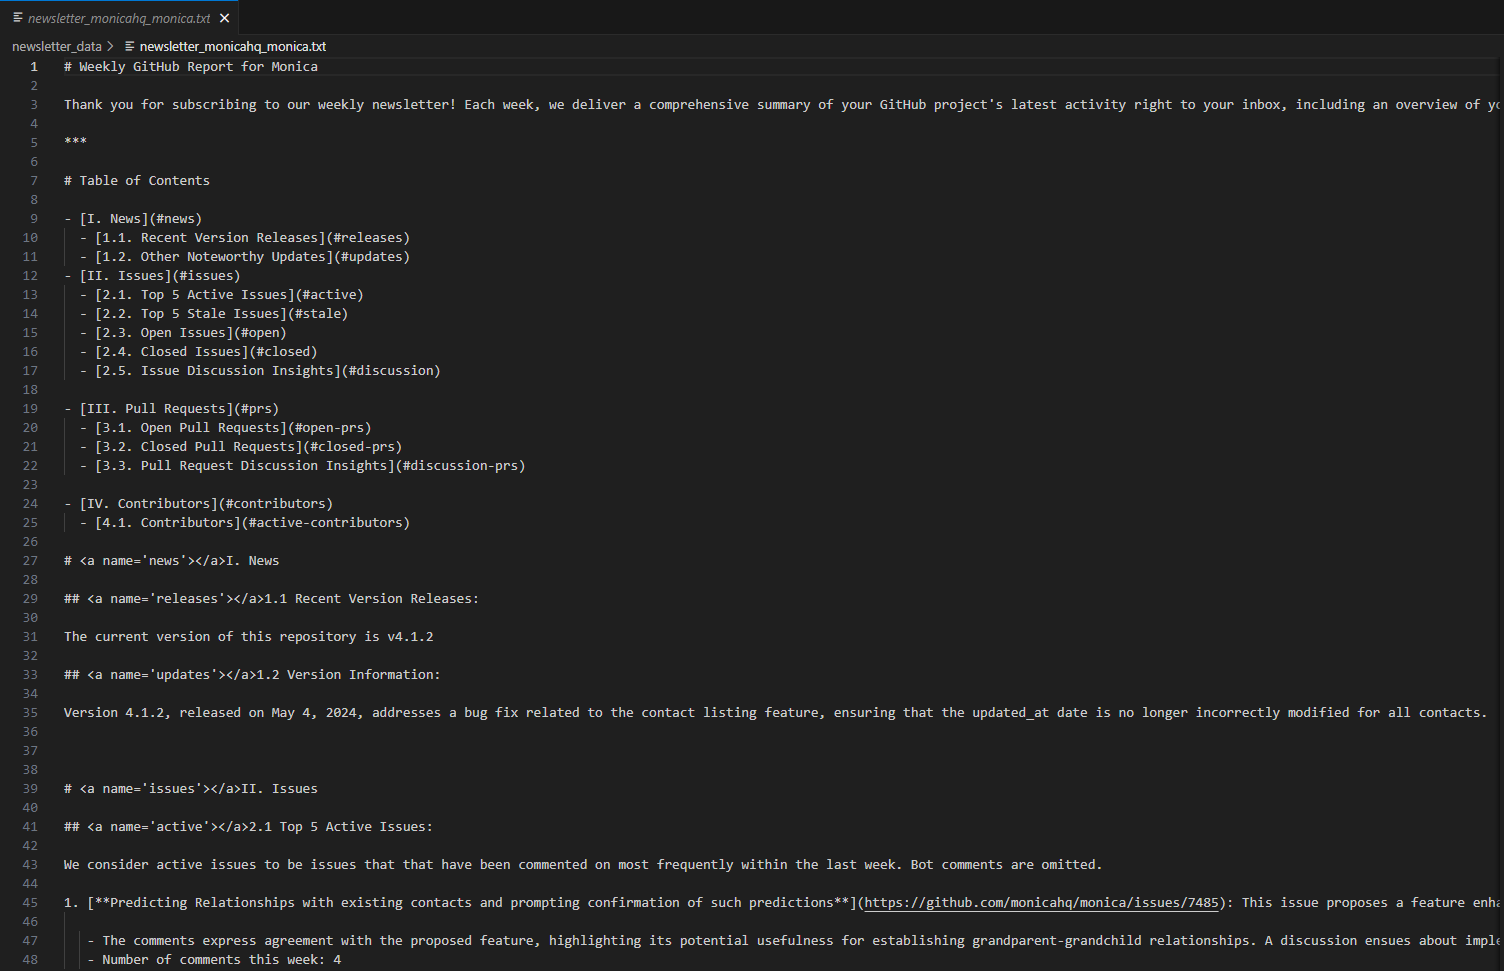 newsletter_monicahq_monica.txt
newsletter_data > newsletter_monicahq_monica.txt
1 # Weekly GitHub Report for Monica
2
3 Thank you for subscribing to our weekly newsletter! Each week, we deliver a comprehensive summary of your GitHub project's latest activity right to your inbox, including an overview of
4
5 ***
6
7 # Table of Contents
8
9 - [I. News](#news)
10 - [1.1. Recent Version Releases](#releases)
11 - [1.2. Other Noteworthy Updates](#updates)
12 - [II. Issues](#issues)
13 - [2.1. Top 5 Active Issues](#active)
14 - [2.2. Top 5 Stale Issues](#stale)
15 - [2.3. Open Issues](#open)
16 - [2.4. Closed Issues](#closed)
17 - [2.5. Issue Discussion Insights](#discussion)
18
19 - [III. Pull Requests](#prs)
20 - [3.1. Open Pull Requests](#open-prs)
21 - [3.2. Closed Pull Requests](#closed-prs)
22 - [3.3. Pull Request Discussion Insights](#discussion-prs)
23
24 - [IV. Contributors](#contributors)
25 - [4.1. Contributors](#active-contributors)
26
27 # <a name='news'></a>I. News
28
29 ## <a name='releases'></a>1.1 Recent Version Releases:
30
31 The current version of this repository is v4.1.2
32
33 ## <a name='updates'></a>1.2 Version Information:
34
35 Version 4.1.2, released on May 4, 2024, addresses a bug fix related to the contact listing feature, ensuring that the updated_at date is no longer incorrectly modified for all contacts.
36
37
38
39 # <a name='issues'></a>II. Issues
40
41 ## <a name='active'></a>2.1 Top 5 Active Issues:
42
43 We consider active issues to be issues that that have been commented on most frequently within the last week. Bot comments are omitted.
44
45 1. [**Predicting Relationships with existing contacts and prompting confirmation of such predictions**](https://github.com/monicahq/monica/issues/7485): This issue proposes a feature
46
47 - The comments express agreement with the proposed feature, highlighting its potential usefulness for establishing grandparent-grandchild relationships. A discussion ensues about
48 - Number of comments this week: 4